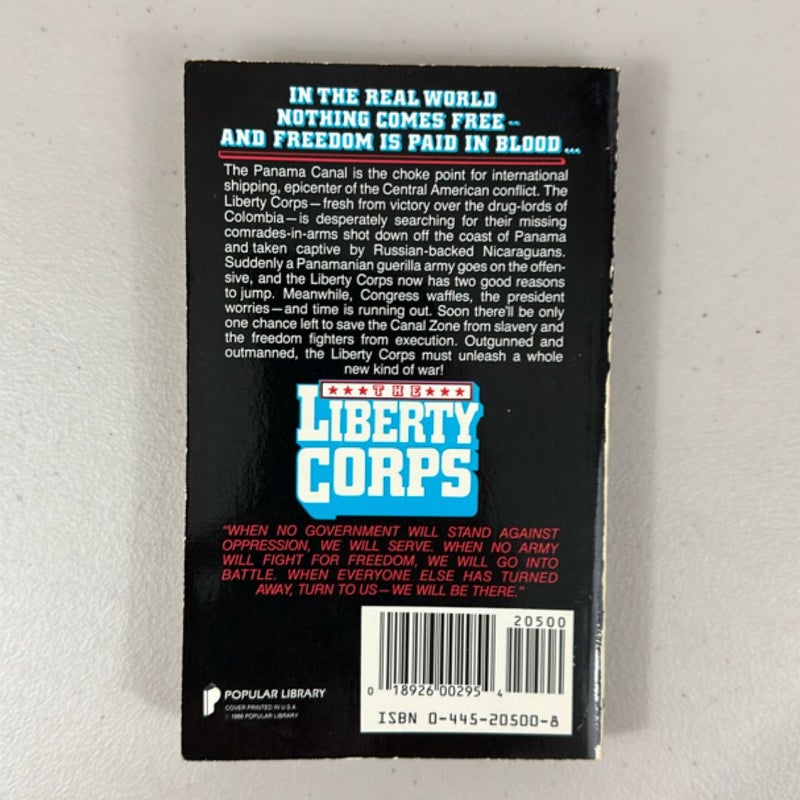 IN THE REAL WORLD
NOTHING COMES FREE--
AND FREEDOM IS PAID IN BLOOD...
The Panama Canal is the choke point for international
shipping, epicenter of the Central American conflict. The
Liberty Corps—fresh from victory over the drug-lords of
Colombia—is desperately searching for their missing
comrades-in-arms shot down off the coast of Panama
and taken captive by Russian-backed Nicaraguans.
Suddenly a Panamanian guerilla army goes on the offen-
sive, and the Liberty Corps now has two good reasons
to jump. Meanwhile, Congress waffles, the president
worries—and time is running out. Soon there'll be only
one chance left to save the Canal Zone from slavery and
the freedom fighters from execution. Outgunned and
outmanned, the Liberty Corps must unleash a whole
new kind of war!
★★★THE★★★
LIBERTY
CORPS
"WHEN NO GOVERNMENT WILL STAND AGAINST
OPPRESSION, WE WILL SERVE. WHEN NO ARMY
WILL FIGHT FOR FREEDOM, WE WILL GO INTO
BATTLE. WHEN EVERYONE ELSE HAS TURNED
AWAY, TURN TO US—WE WILL BE THERE."
20500
0 18926 00295 4
ISBN 0-445-20500-8
POPULAR LIBRARY
COVER PRINTED IN U.S.A.
© 1988 POPULAR LIBRARY